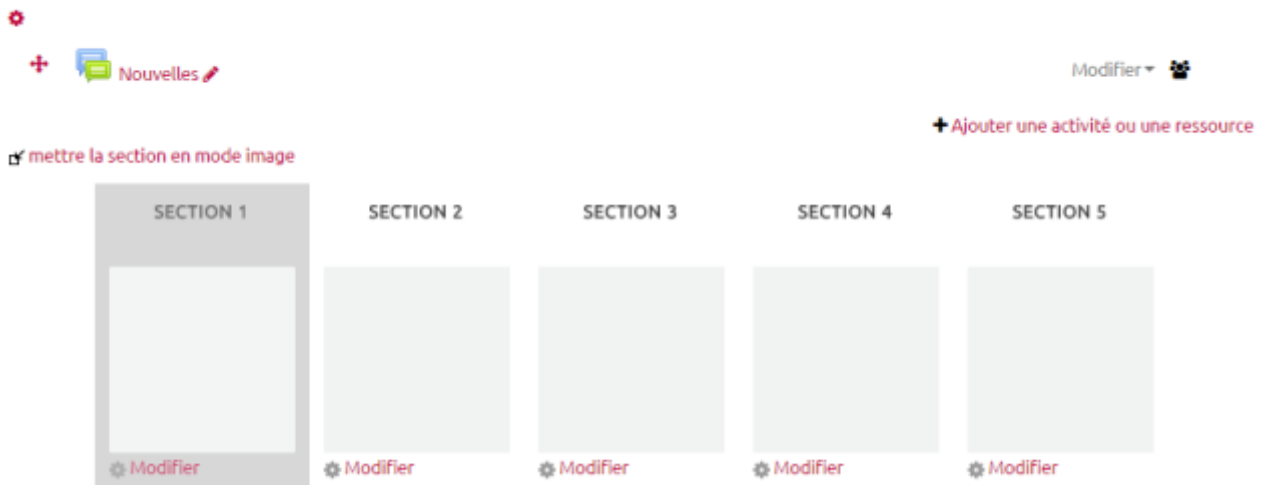 Nouvelles
Modifier
Ajouter une activité ou une ressource
mettre la section en mode image
SECTION 1 SECTION 2 SECTION 3 SECTION 4 SECTION 5
Modifier Modifier Modifier Modifier Modifier